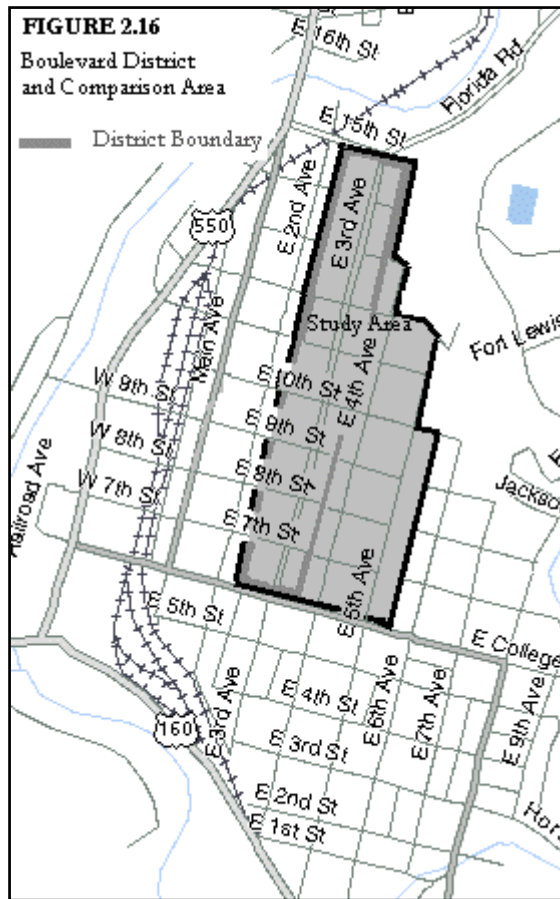 FIGURE 2.16
Boulevard District
and Comparison Area
District Boundary
E 16th St
Florida Rd
E 15th St
E 2nd Ave
E 3rd Ave
550
Main Ave
Study Area
Fort Lewis
E 10th St
E 4th Ave
W 9th St
E 9th St
W 8th St
E 8th St
Jackso
W 7th St
E 7th St
Railroad Ave
E 5th Ave
E 5th St
E College
E 3rd Ave
E 4th St
E 6th Ave
E 7th Ave
E 9th Ave
160
E 3rd St
E 2nd St
E 1st St